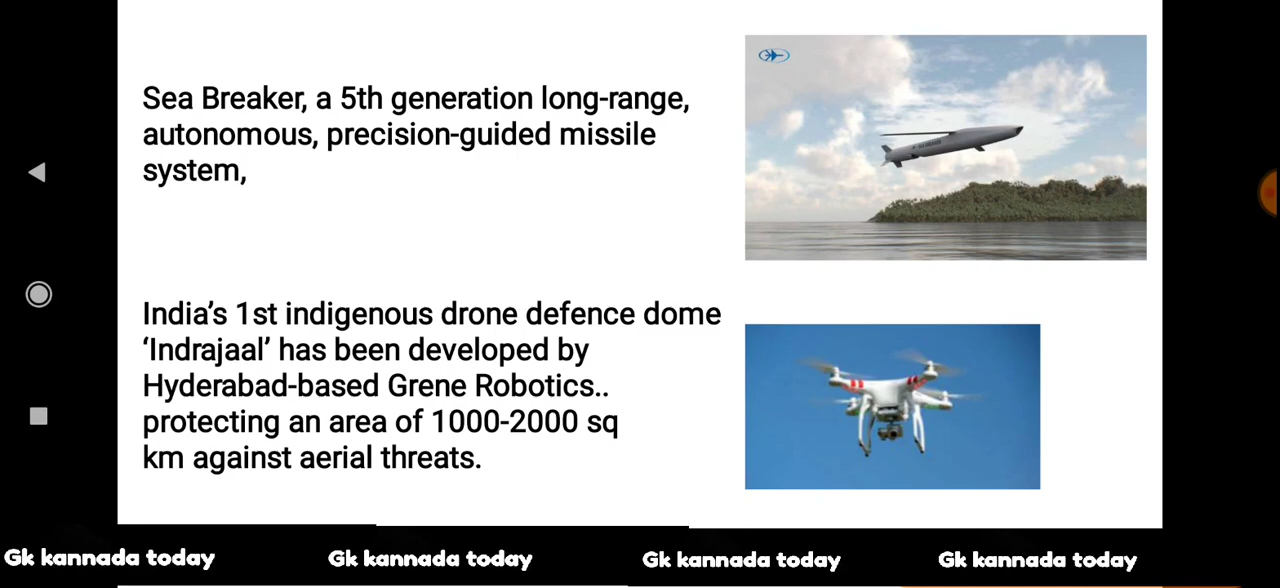 Sea Breaker, a 5th generation long-range,
autonomous, precision-guided missile
system,
India's 1st indigenous drone defence dome
‘Indrajaal’ has been developed by
Hyderabad-based Grene Robotics..
protecting an area of 1000-2000 sq
km against aerial threats.
Gk kannada today Gk kannada today Gk kannada today Gk kannada today